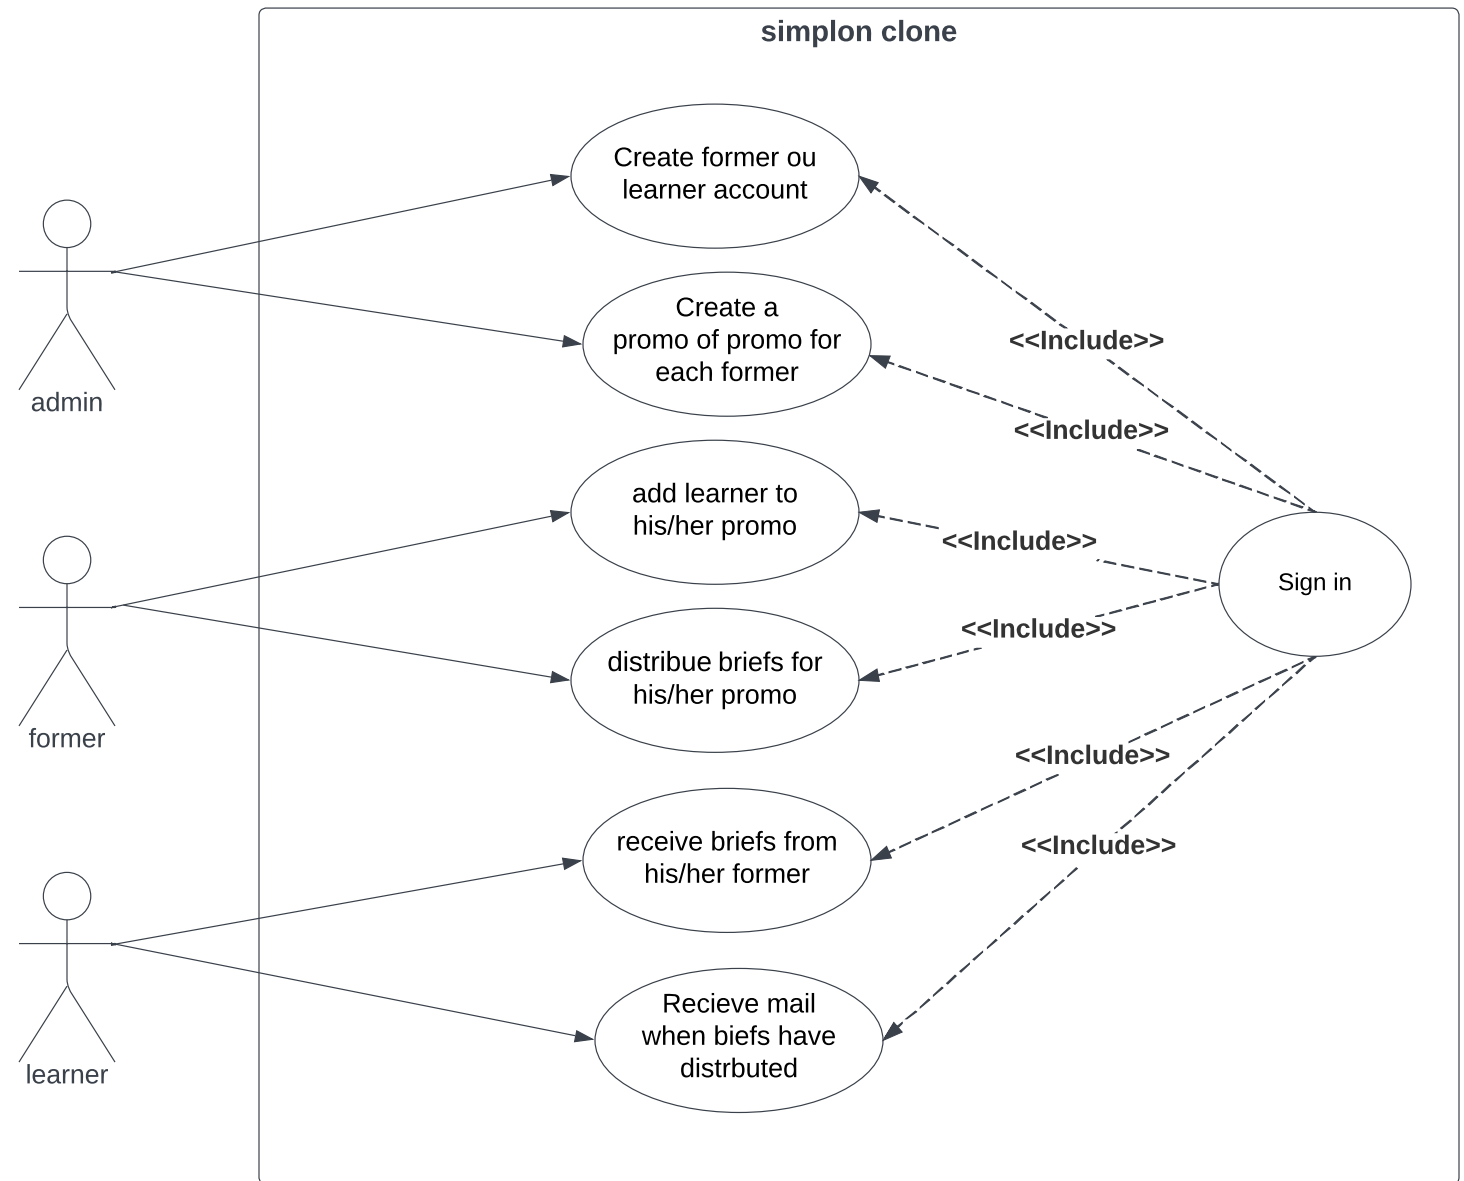 simplon clone
Create former ou
learner account
Create a
promo of promo for
each former
<<Include>>
admin
<<Include>>
add learner to
his/her promo
<<Include>>
Sign in
<<Include>>
distribue briefs for
his/her promo
former
<<Include>>
receive briefs from
his/her former
<<Include>>
Recieve mail
when biefs have
distrbuted
learner